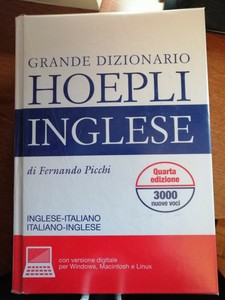 GRANDE DIZIONARIO
HOEPLI
INGLESE
di Fernando Picchi
Quarta
edizione
3000
nuove voci
INGLESE-ITALIANO
ITALIANO-INGLESE
con versione digitale
per Windows, Macintosh e Linux